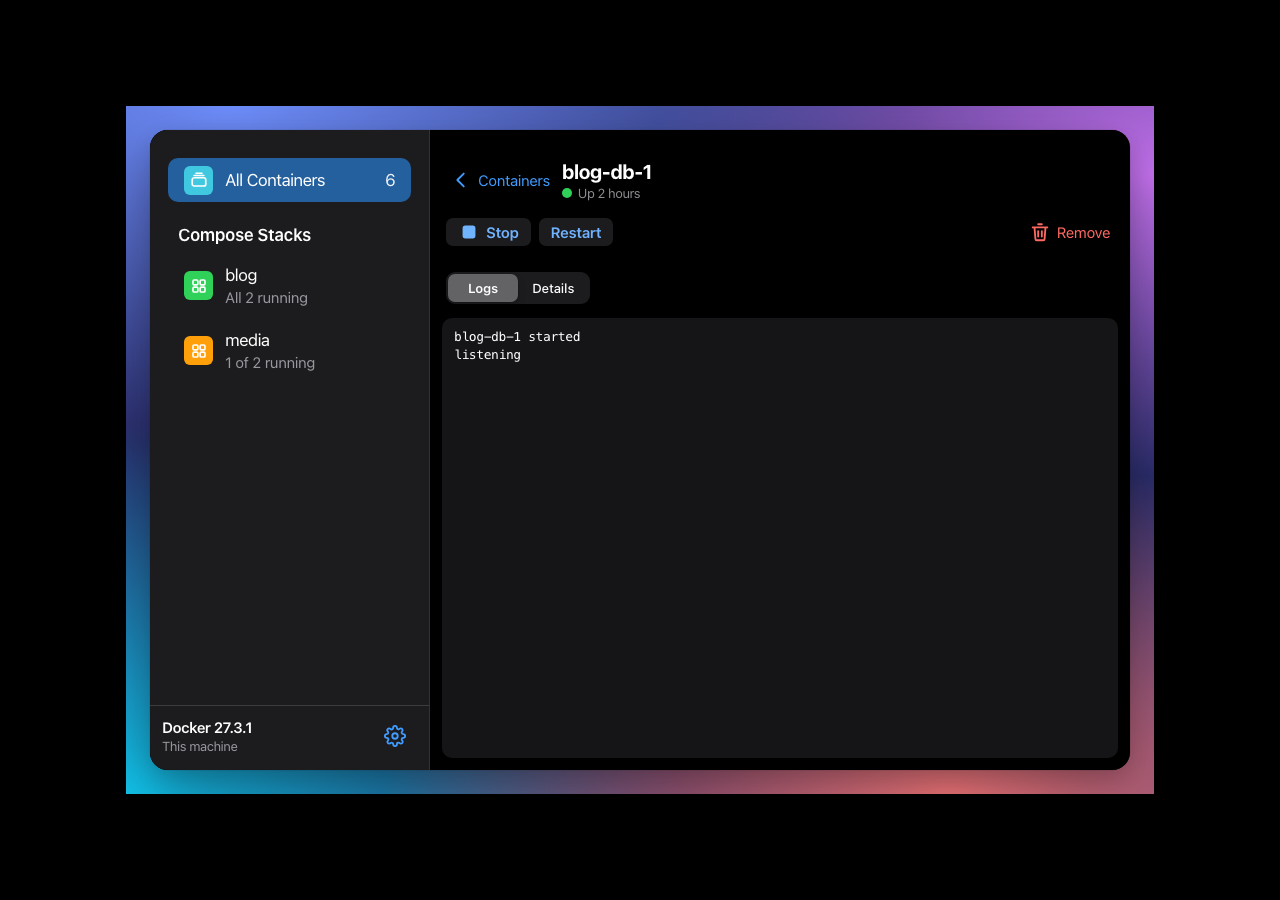 All Containers 6
Compose Stacks
blog
All 2 running
media
1 of 2 running
Docker 27.3.1
This machine
Containers
blog-db-1
Up 2 hours
Stop Restart Remove
Logs Details
blog-db-1 started
listening